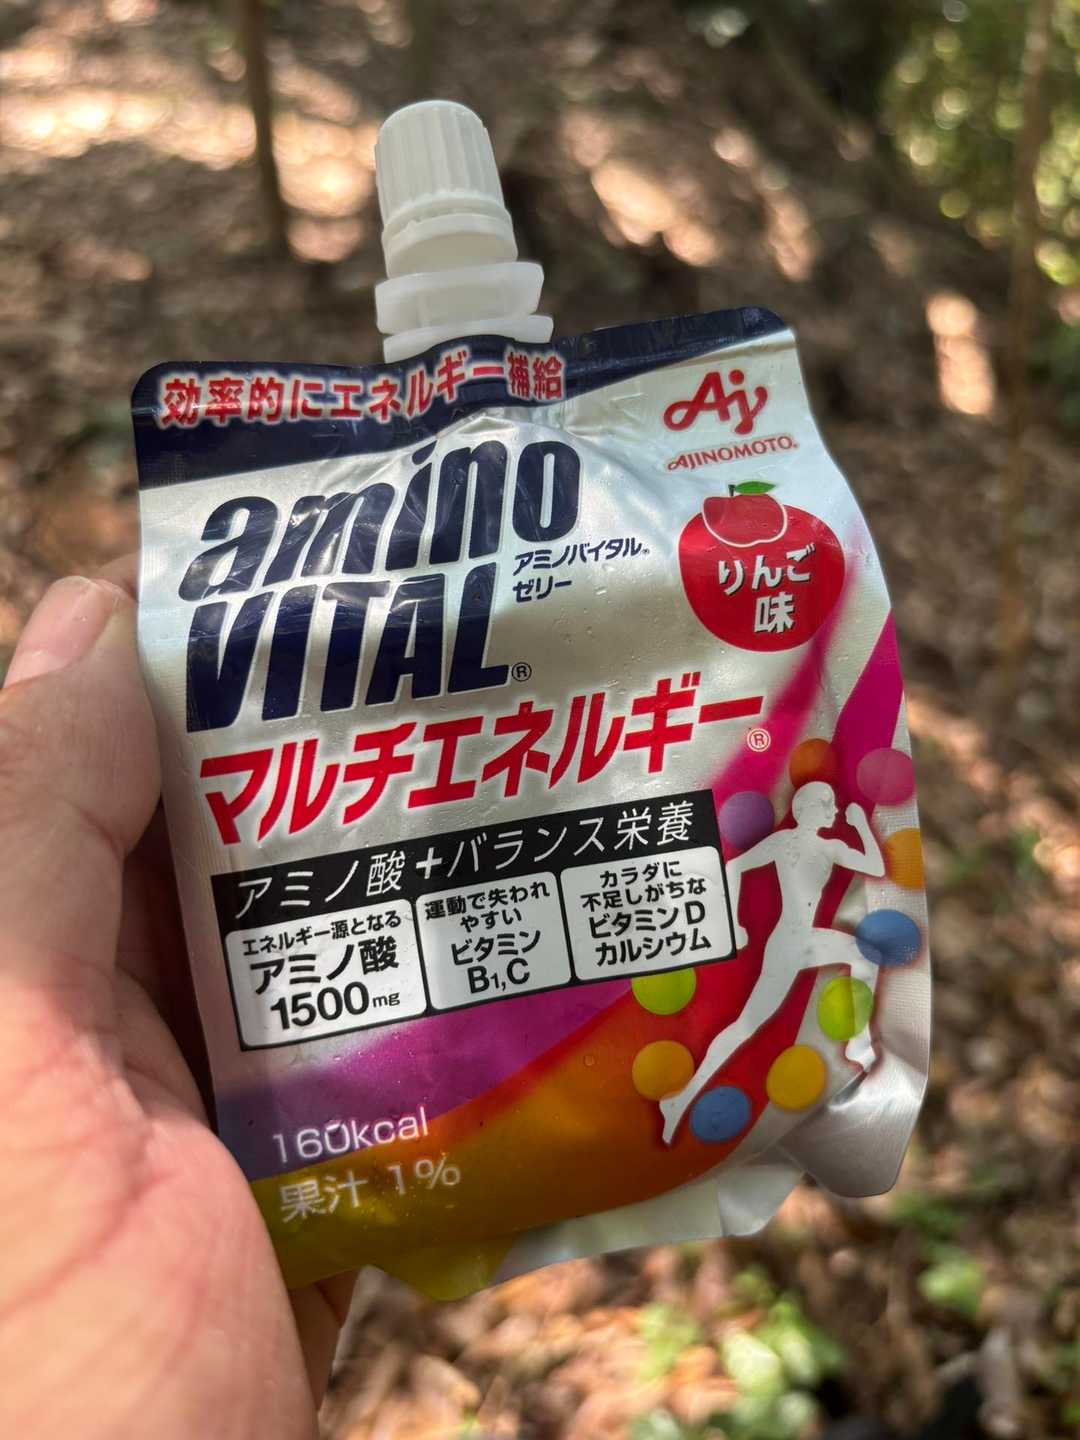 効率的にエネルギー補給
Aj
AJINOMOTO®
amino
VITAL®
アミノバイタル®
ゼリー
りんご
味
マルチエネルギー®
アミノ酸+バランス栄養
エネルギー源となる
アミノ酸
1500mg
運動で失われ
やすい
ビタミン
B1,C
カラダに
不足しがちな
ビタミンD
カルシウム
160kcal
果汁 1%